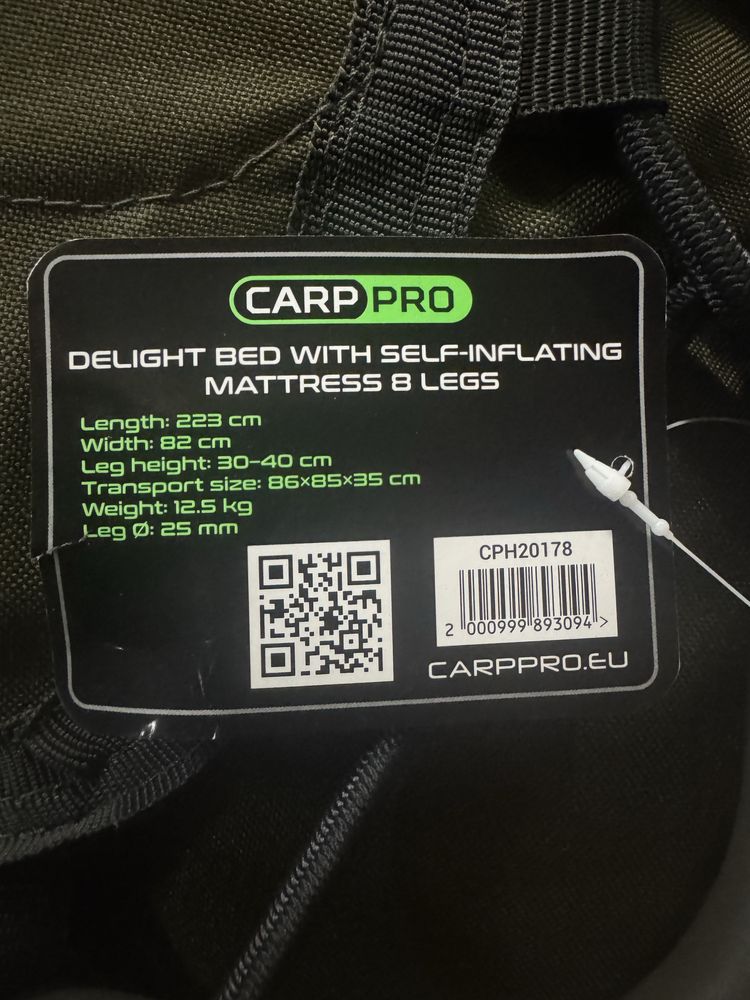 CARP PRO
DELIGHT BED WITH SELF-INFLATING
MATTRESS 8 LEGS
Length: 223 cm
Width: 82 cm
Leg height: 30-40 cm
Transport size: 86×85×35 cm
Weight: 12.5 kg
Leg Ø: 25 mm
CPH20178
2 000999 893094 >
CARPPRO.EU